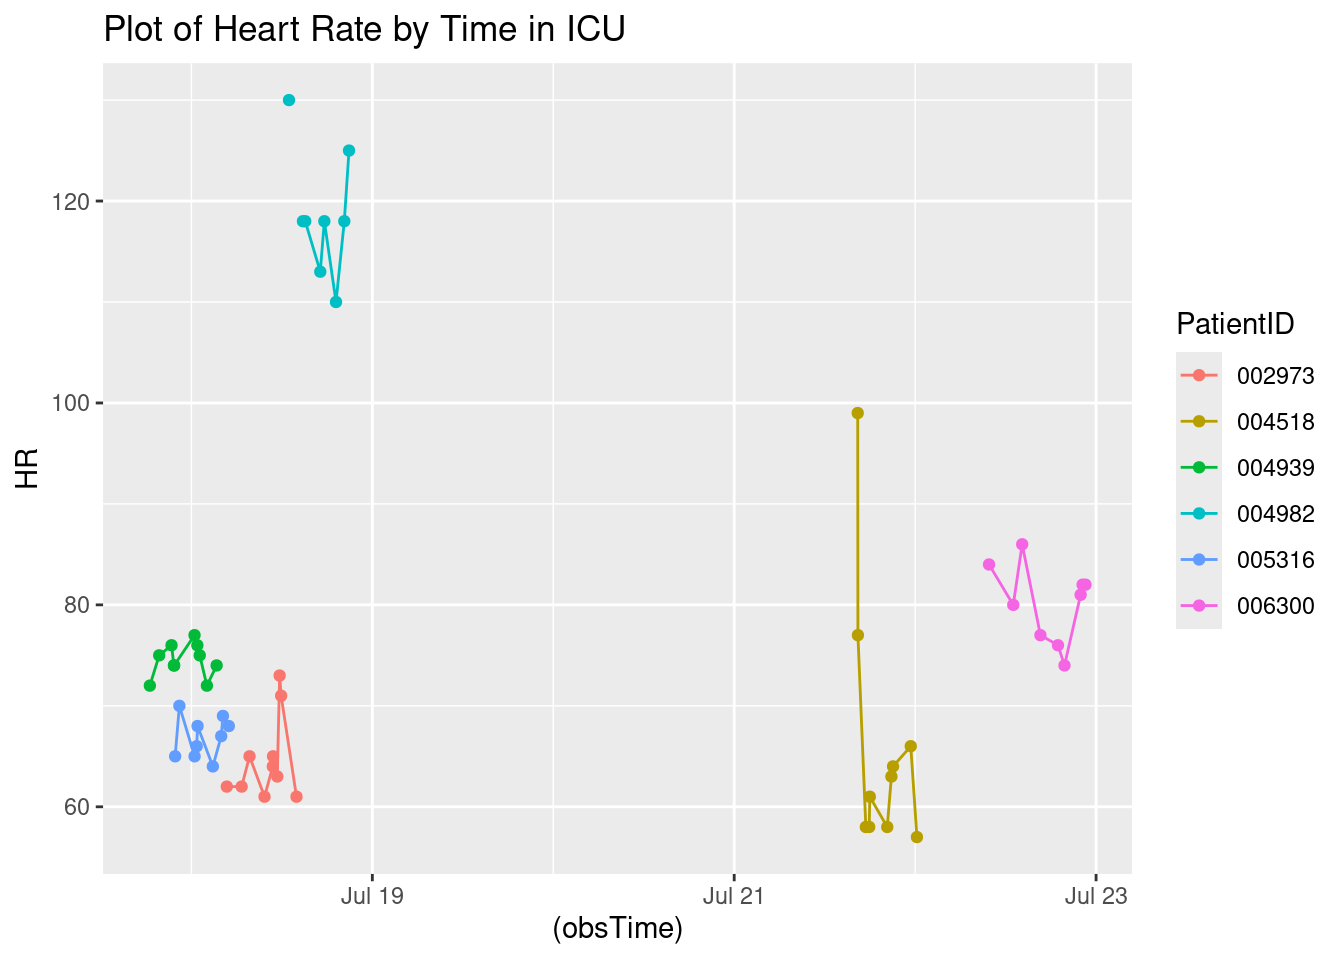 Plot of Heart Rate by Time in ICU
HR
120
100
80
60
Jul 19
Jul 21
Jul 23
(obsTime)
PatientID
002973
004518
004939
004982
005316
006300